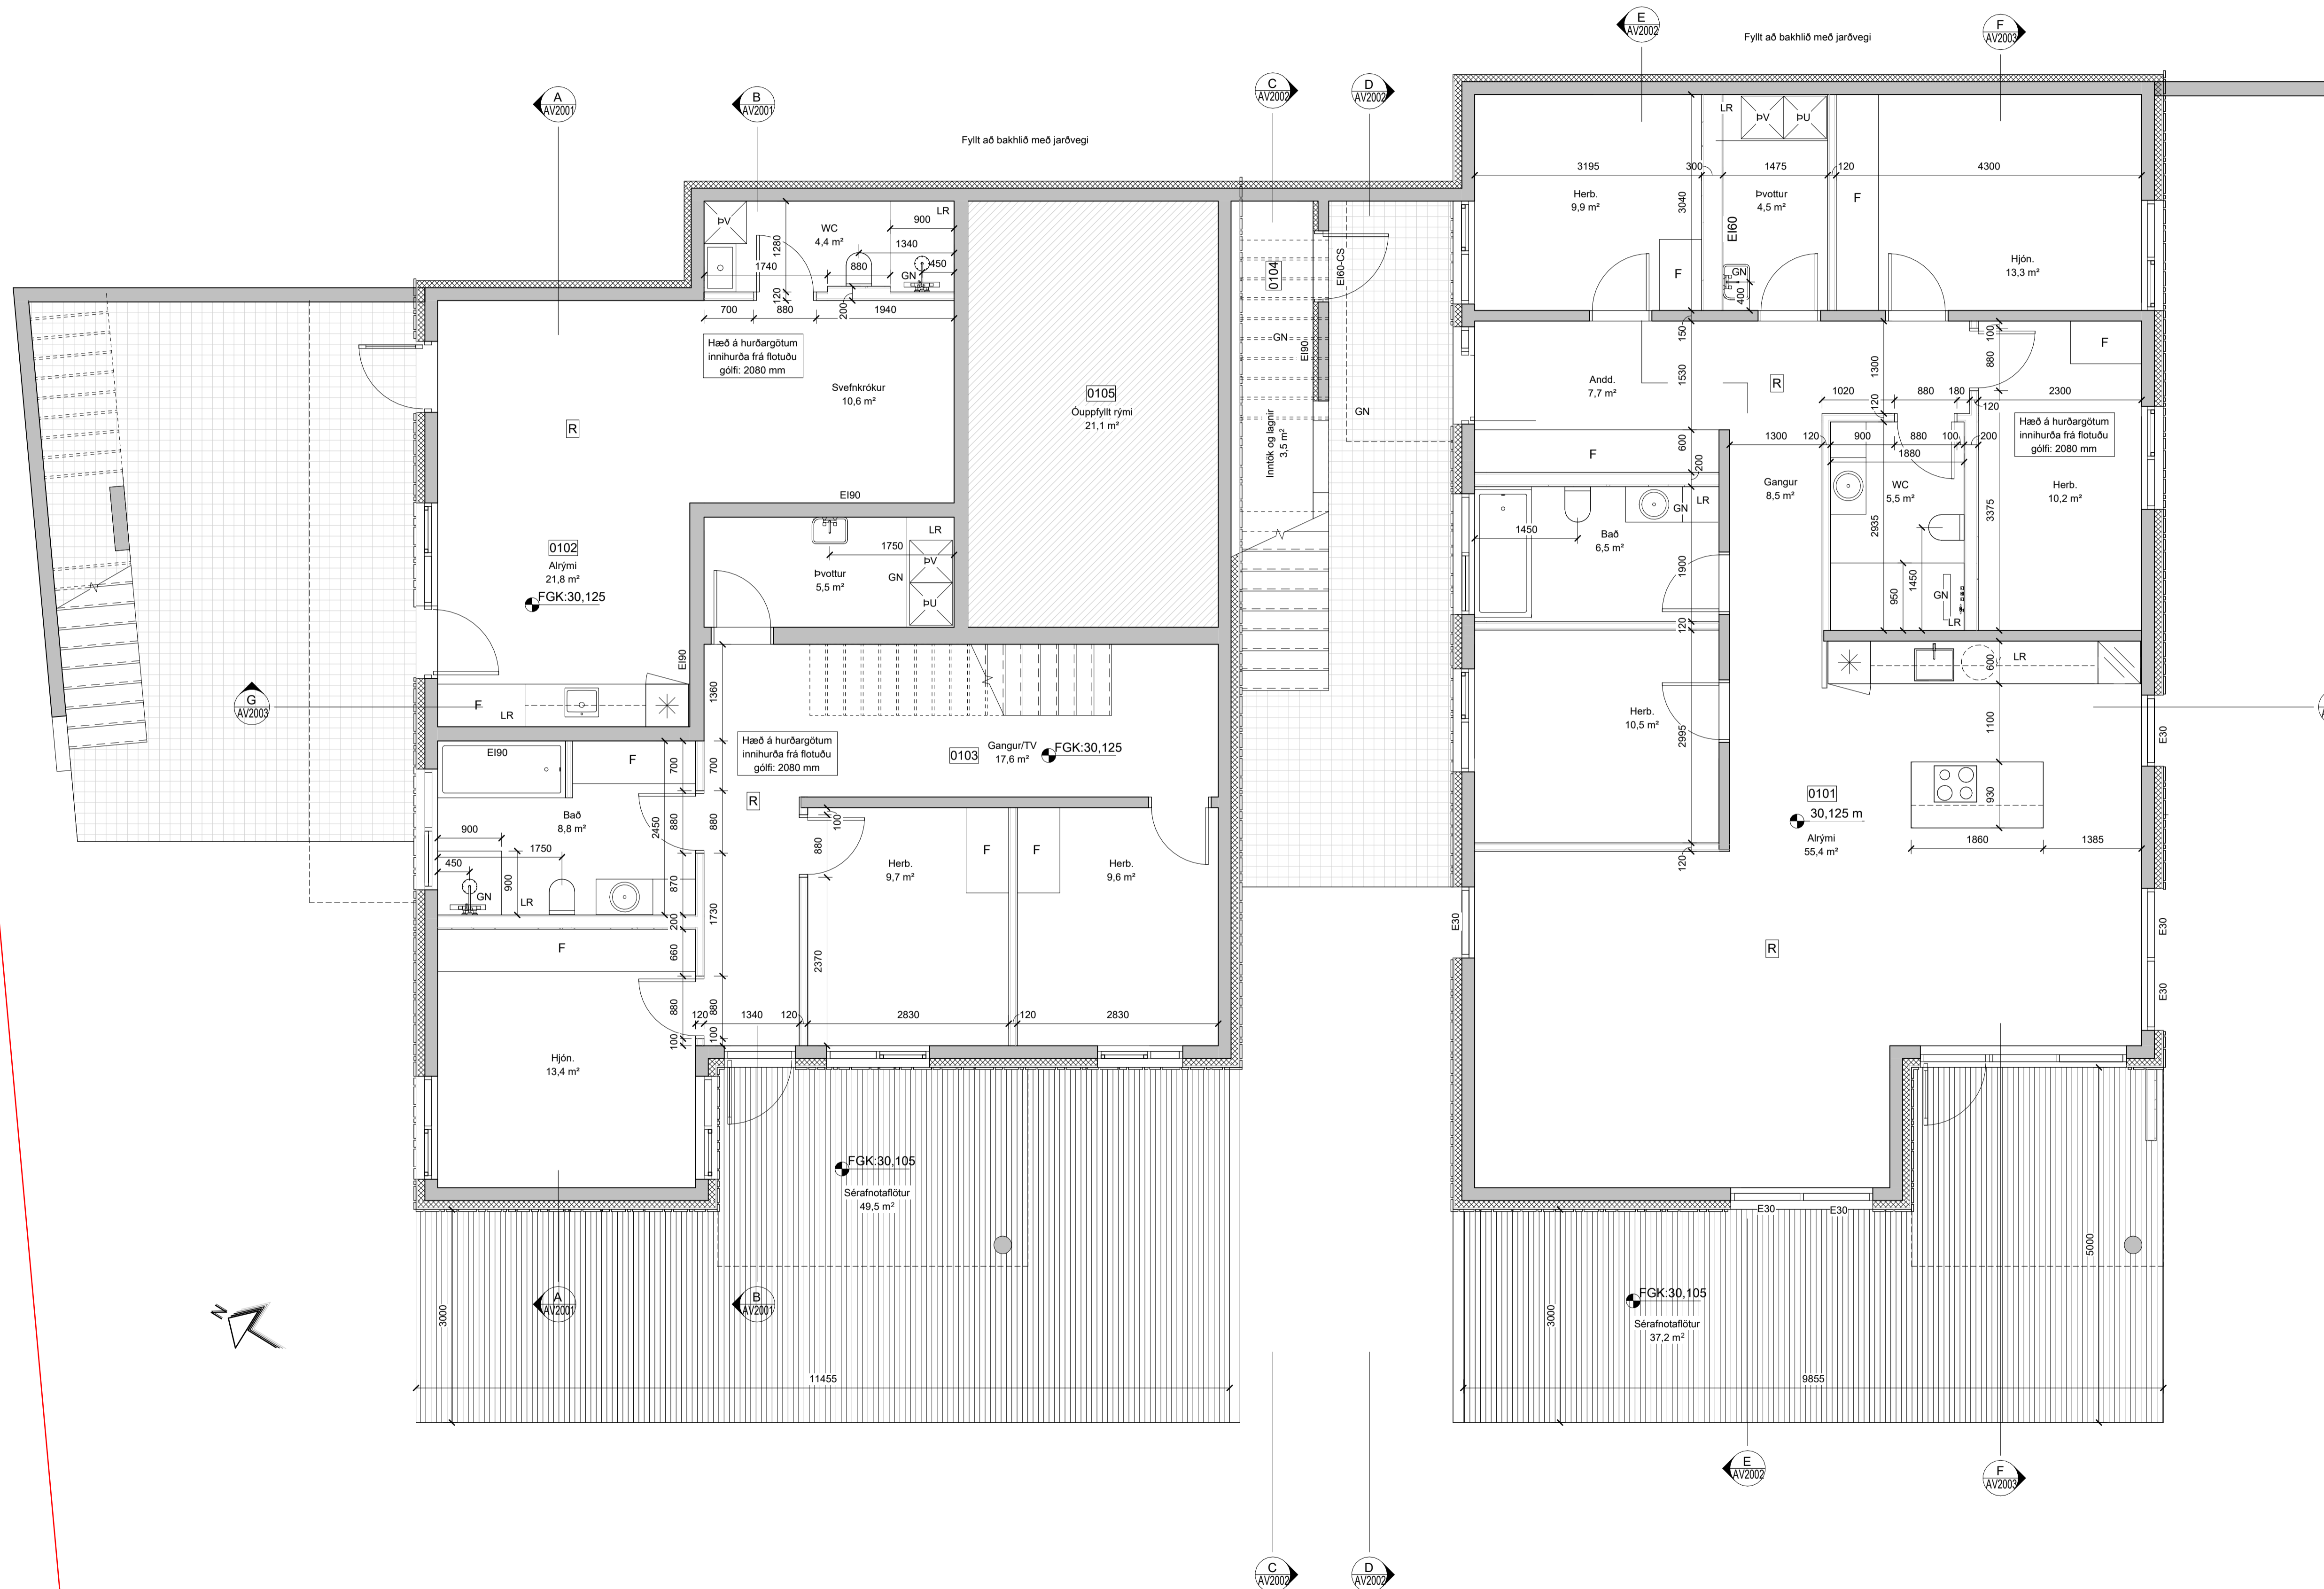 E
AV2002
F
AV2003
Fyllt að bakhlið með jarðvegi
A
AV2001
B
AV2001
C
AV2002
D
AV2002
Fyllt að bakhlið með jarðvegi
LR
ÞV
ÞU
3195
300
1475
120
4300
Herb.
9,9 m²
3040
Þvottur
4,5 m²
F
EI60
F
GN
400
Hjón.
13,3 m²
ÞV
1280
WC
4,4 m²
LR
900
1340
1740
880
450
GN
120
200
700
880
1940
Hæð á hurðargötum
innihurða frá flotuðu
gólfi: 2080 mm
Svefnkrókur
10,6 m²
R
EI90
0105
Óuppfyllt rými
21,1 m²
0104
EI60-CS
GN
EI90
GN
Inntök og lagnir
3,5 m²
150
1530
Andd.
7,7 m²
R
1300
120
100
880
F
1020
880
180
2300
120
Hæð á hurðargötum
innihurða frá flotuðu
gólfi: 2080 mm
600
F
200
1300
120
900
880
100
200
1880
Gangur
8,5 m²
WC
5,5 m²
Herb.
10,2 m²
2935
3375
LR
GN
1450
Bað
6,5 m²
1900
950
1450
GN
LR
120
0102
Alrými
21,8 m²
FGK:30,125
1750
LR
ÞV
GN
ÞU
Þvottur
5,5 m²
EI90
F
LR
G
AV2003
1360
Herb.
10,5 m²
2995
600
LR
1100
E30
930
0101
30,125 m
Alrými
55,4 m²
1860
1385
120
EI90
F
700
700
Hæð á hurðargötum
innihurða frá flotuðu
gólfi: 2080 mm
0103
Gangur/TV
17,6 m²
FGK:30,125
R
Bað
8,8 m²
900
1750
450
900
GN
LR
2450
880
880
870
200
1730
660
F
100
880
2370
Herb.
9,7 m²
F
F
Herb.
9,6 m²
880
880
100
100
120
1340
120
2830
120
2830
Hjón.
13,4 m²
E30
R
E30
E30
FGK:30,105
Sérafnotaflötur
49,5 m²
E30
E30
5000
FGK:30,105
Sérafnotaflötur
37,2 m²
A
AV2001
B
AV2001
N
3000
3000
11455
9855
E
AV2002
F
AV2003
C
AV2002
D
AV2002